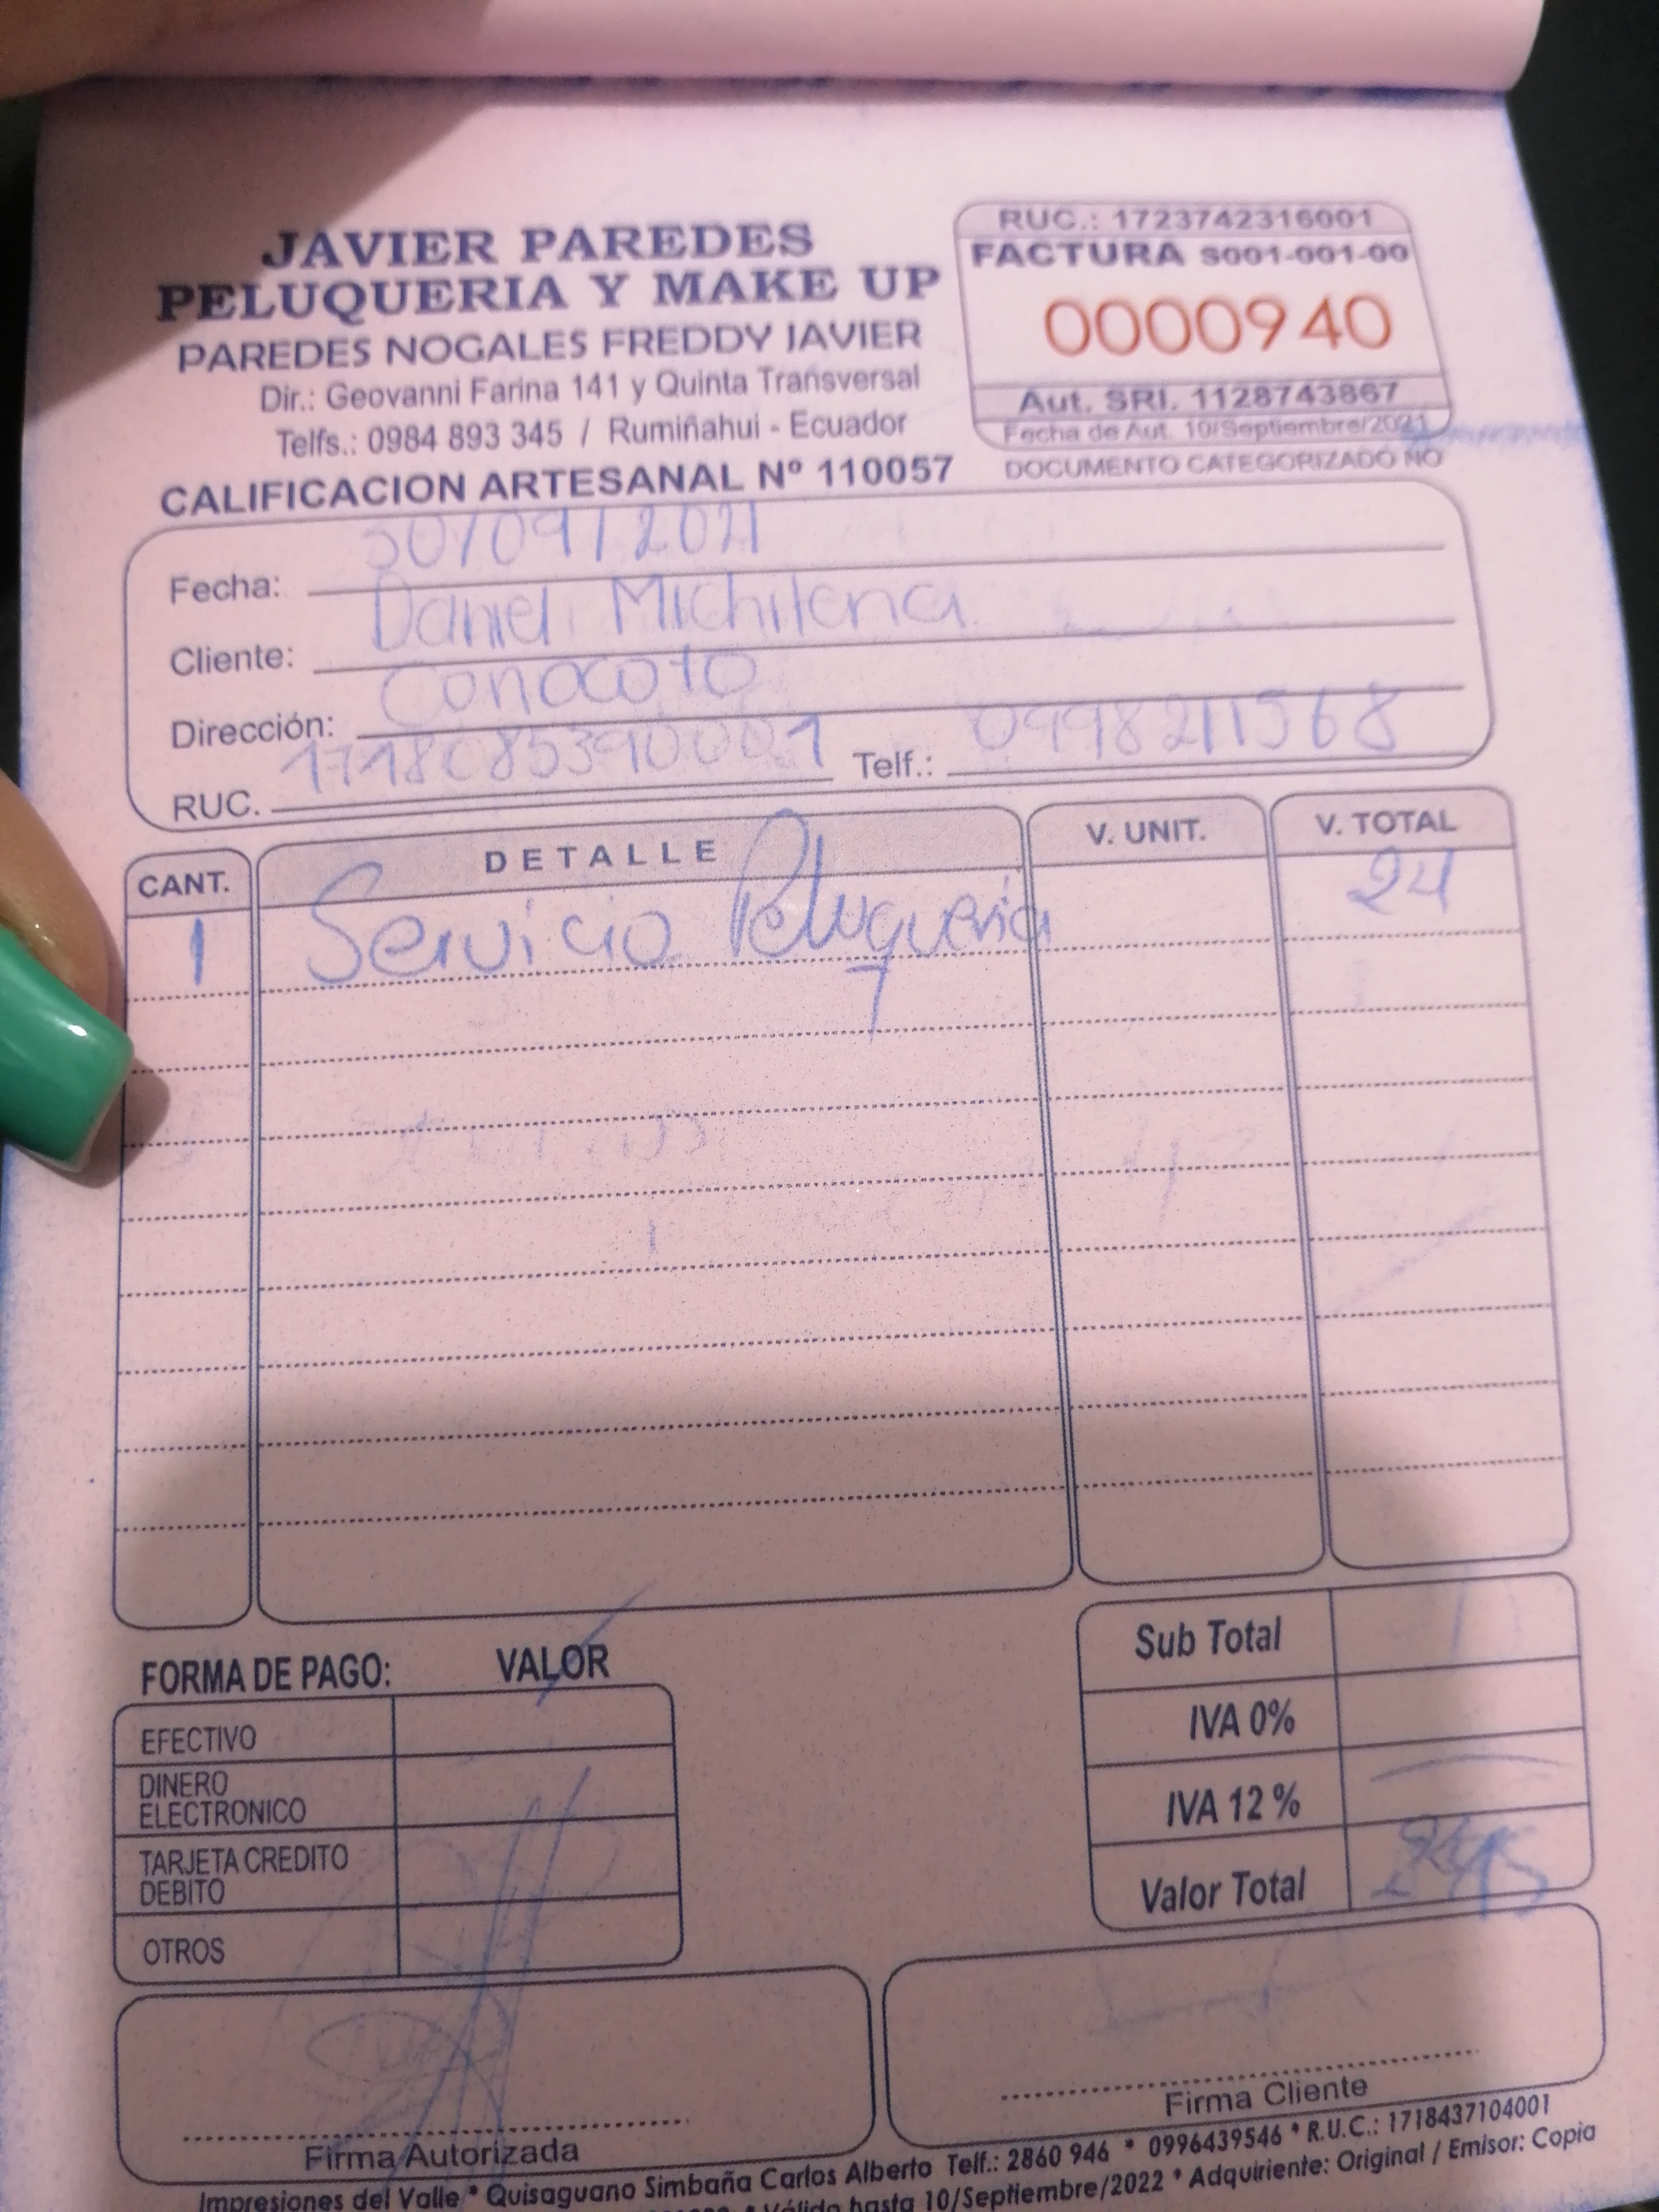 JAVIER PAREDES
PELUQUERIA Y MAKE UP
PAREDES NOGALES FREDDY JAVIER
Dir.: Geovanni Farina 141 y Quinta Transversal
Telfs.: 0984 893 345 / Rumiñahui - Ecuador
CALIFICACION ARTESANAL Nº 110057
RUC.: 1723742316001
FACTURA S001-001-00
0000940
Aut. SRI. 1128743867
Fecha de Aut. 10/Septiembre/2021
DOCUMENTO CATEGORIZADO NO
Fecha: 30/09/2021
Cliente: Daniel Michilena
Dirección: Conocoto
RUC. 1718085390001 Telf.: 0998211568
CANT. DETALLE V. UNIT. V. TOTAL
1 Servicio Peluqueria 24
FORMA DE PAGO: VALOR
EFECTIVO
DINERO
ELECTRONICO
TARJETA CREDITO
DEBITO
OTROS
Sub Total
IVA 0%
IVA 12 %
Valor Total
Firma Autorizada
Firma Cliente
Impresiones del Valle * Quisaguano Simbaña Carlos Alberto Telf.: 2860 946 * 0996439546 * R.U.C.: 1718437104001
* Válido hasta 10/Septiembre/2022 * Adquiriente: Original / Emisor: Copia